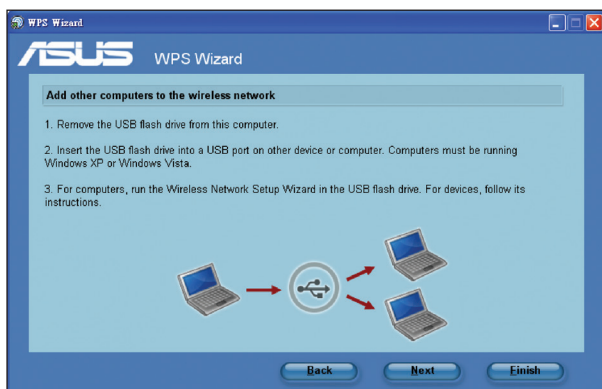 WPS Wizard
ASUS WPS Wizard
Add other computers to the wireless network
1. Remove the USB flash drive from this computer.
2. Insert the USB flash drive into a USB port on other device or computer. Computers must be running
Windows XP or Windows Vista.
3. For computers, run the Wireless Network Setup Wizard in the USB flash drive. For devices, follow its
instructions.
Back Next Finish